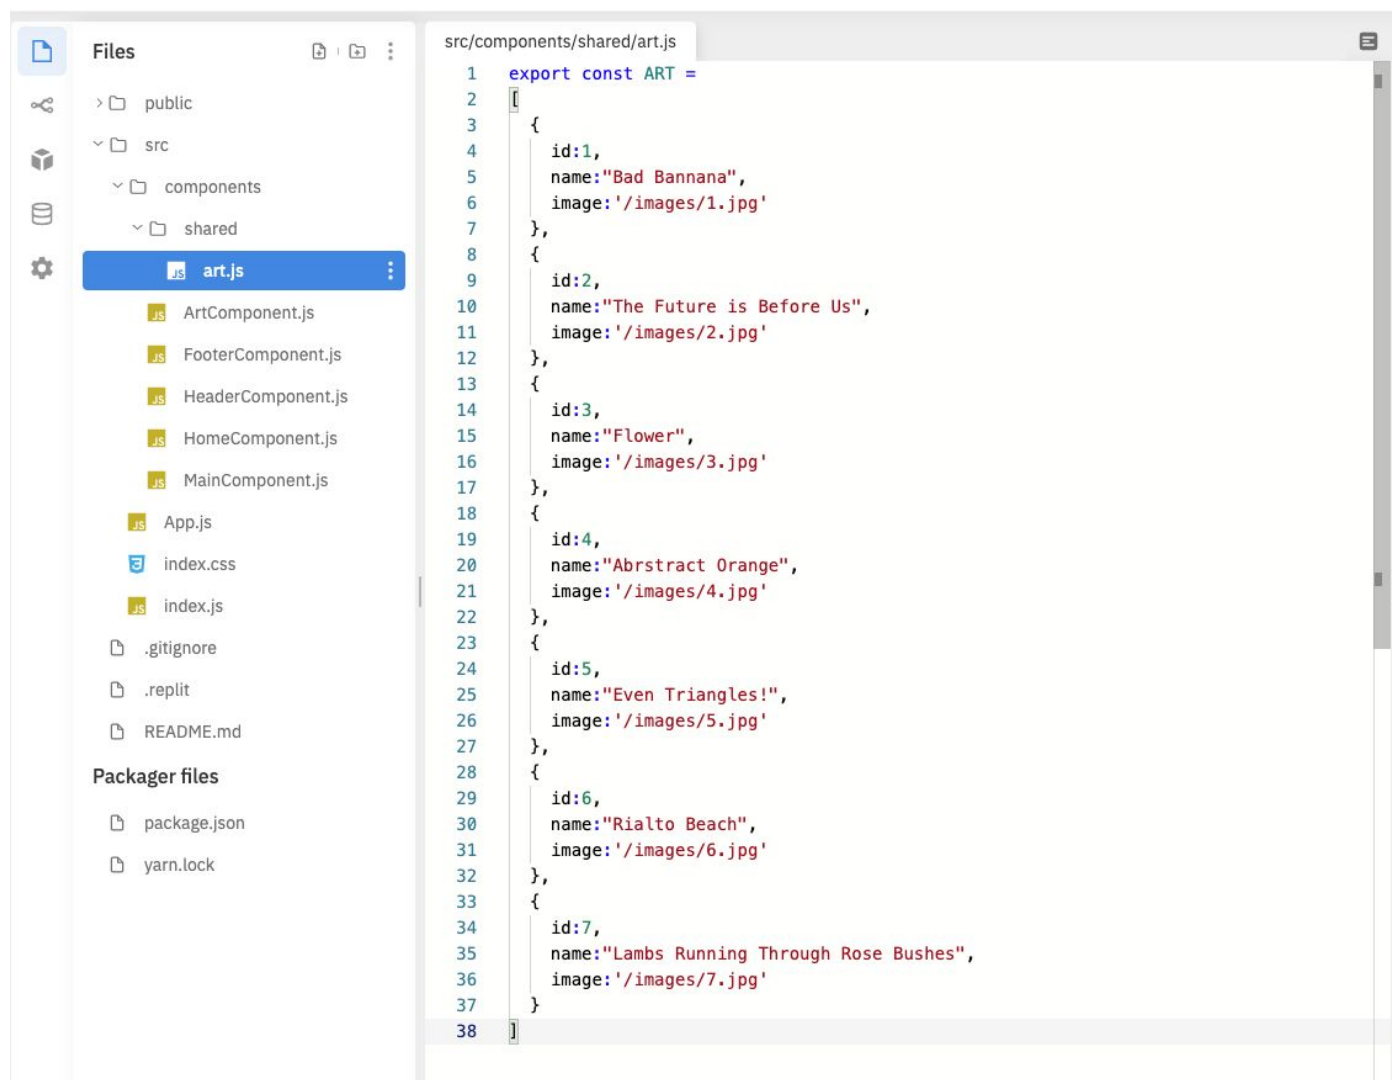 Files
public
src
components
shared
art.js
ArtComponent.js
FooterComponent.js
HeaderComponent.js
HomeComponent.js
MainComponent.js
App.js
index.css
index.js
.gitignore
.replit
README.md
Packager files
package.json
yarn.lock
src/components/shared/art.js
1 export const ART =
2 [
3 {
4 id:1,
5 name:"Bad Bannana",
6 image:'/images/1.jpg'
7 },
8 {
9 id:2,
10 name:"The Future is Before Us",
11 image:'/images/2.jpg'
12 },
13 {
14 id:3,
15 name:"Flower",
16 image:'/images/3.jpg'
17 },
18 {
19 id:4,
20 name:"Abrstract Orange",
21 image:'/images/4.jpg'
22 },
23 {
24 id:5,
25 name:"Even Triangles!",
26 image:'/images/5.jpg'
27 },
28 {
29 id:6,
30 name:"Rialto Beach",
31 image:'/images/6.jpg'
32 },
33 {
34 id:7,
35 name:"Lambs Running Through Rose Bushes",
36 image:'/images/7.jpg'
37 }
38 ]